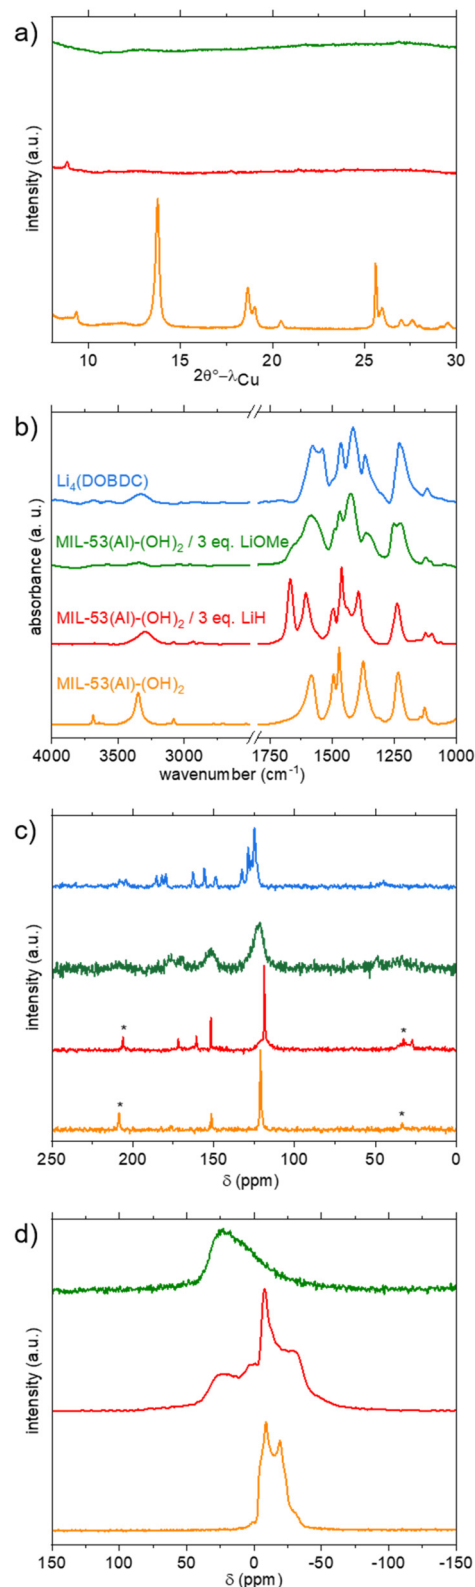 a)
intensity (a.u.)
10 15 20 25 30
2θ°–λCu
b)
Li4(DOBDC)
MIL-53(Al)-(OH)2 / 3 eq. LiOMe
MIL-53(Al)-(OH)2 / 3 eq. LiH
MIL-53(Al)-(OH)2
absorbance (a. u.)
4000 3500 3000 1750 1500 1250 1000
wavenumber (cm-1)
c)
intensity (a.u.)
* *
* *
250 200 150 100 50 0
δ (ppm)
d)
intensity (a.u.)
150 100 50 0 -50 -100 -150
δ (ppm)